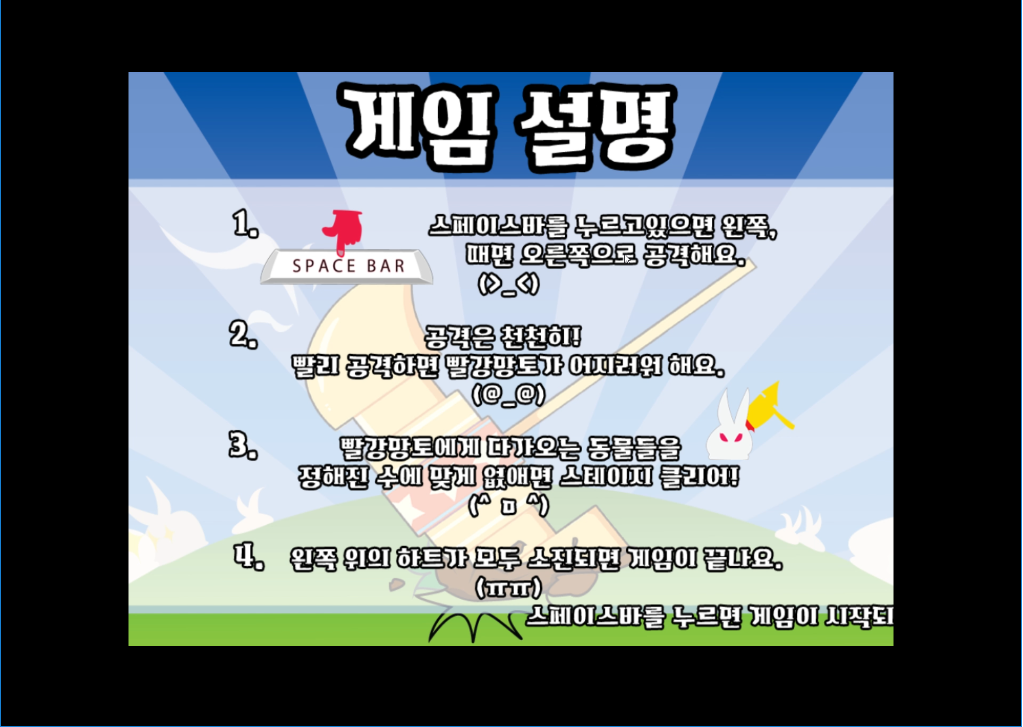 게임 설명
1.
SPACE BAR
스페이스바를 누르고있으면 왼쪽,
때면 오른쪽으로 공격해요.
(>_<)
2.
공격은 천천히!
빨리 공격하면 빨강망토가 어지러워 해요.
(@_@)
3.
빨강망토에게 다가오는 동물들을
정해진 수에 맞게 없애면 스테이지 클리어!
(^ ㅁ ^)
4. 왼쪽 위의 하트가 모두 소진되면 게임이 끝나요.
(ㅠㅠ)
스페이스바를 누르면 게임이 시작되